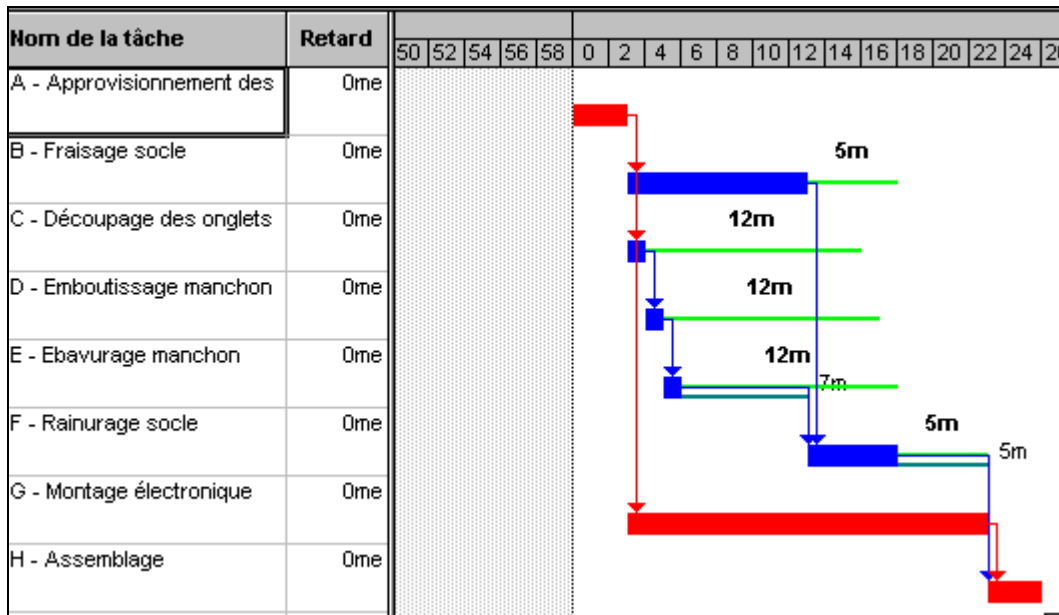 Nom de la tâche Retard
50 52 54 56 58 0 2 4 6 8 10 12 14 16 18 20 22 24
A - Approvisionnement des 0me
B - Fraisage socle 0me 5m
C - Découpage des onglets 0me 12m
D - Emboutissage manchon 0me 12m
E - Ebavurage manchon 0me 12m
7m
F - Rainurage socle 0me 5m
5m
G - Montage électronique 0me
H - Assemblage 0me